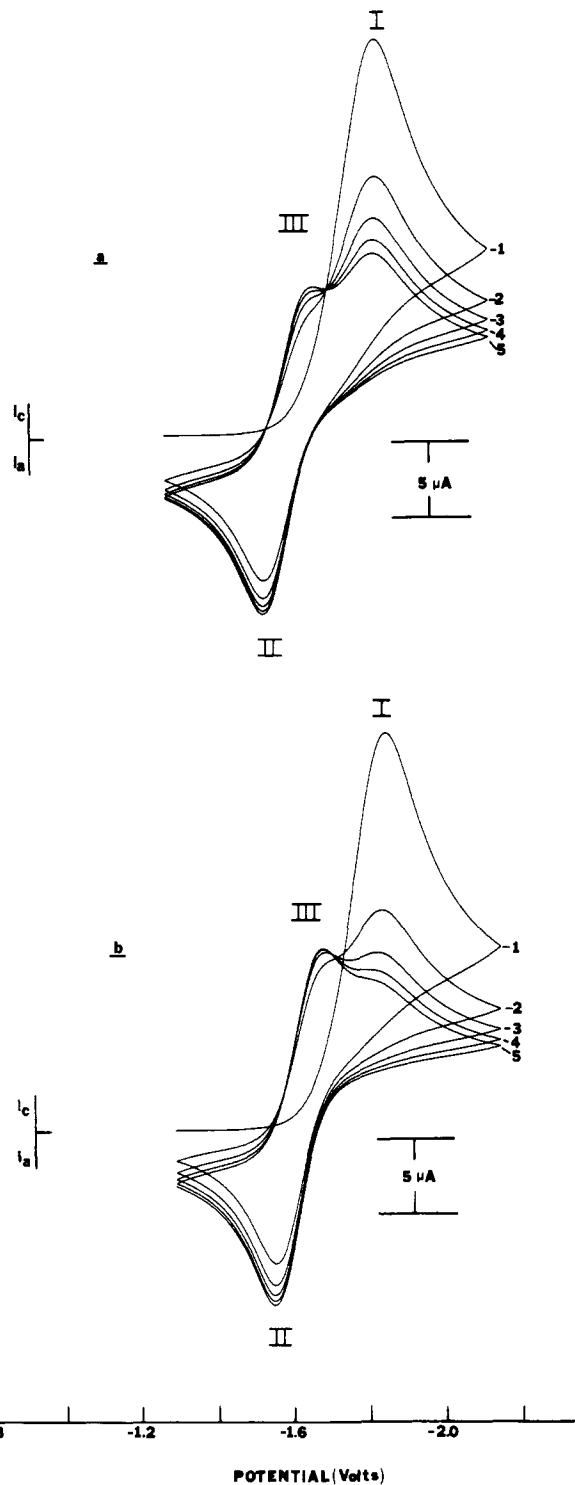 I
III
a
-1
-2
-3
-4
5
Ic
Ia
5 μA
II
I
III
b
-1
-2
-3
-4
5
Ic
Ia
5 μA
II
-1.2
-1.6
-2.0
POTENTIAL (Volts)